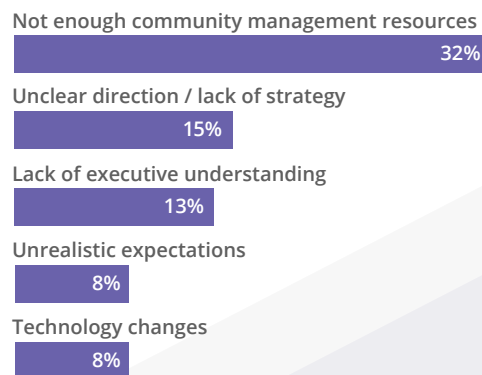 Not enough community management resources
32%
Unclear direction / lack of strategy
15%
Lack of executive understanding
13%
Unrealistic expectations
8%
Technology changes
8%